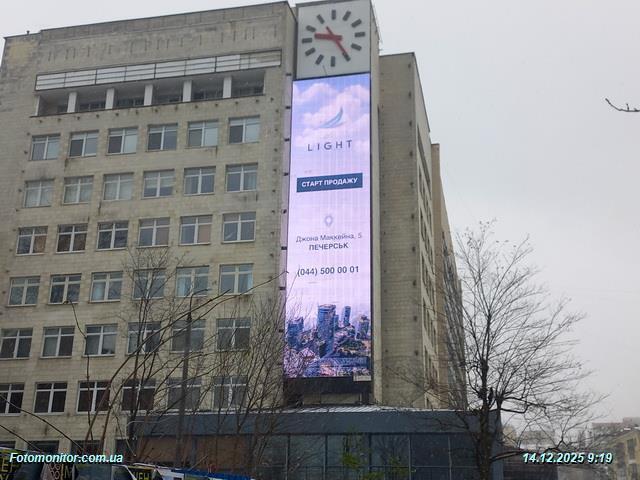 LIGHT
СТАРТ ПРОДАЖУ
Джона Маккейна, 5
ПЕЧЕРСЬК
(044) 500 00 01
Fotomonitor.com.ua
14.12.2025 9:19